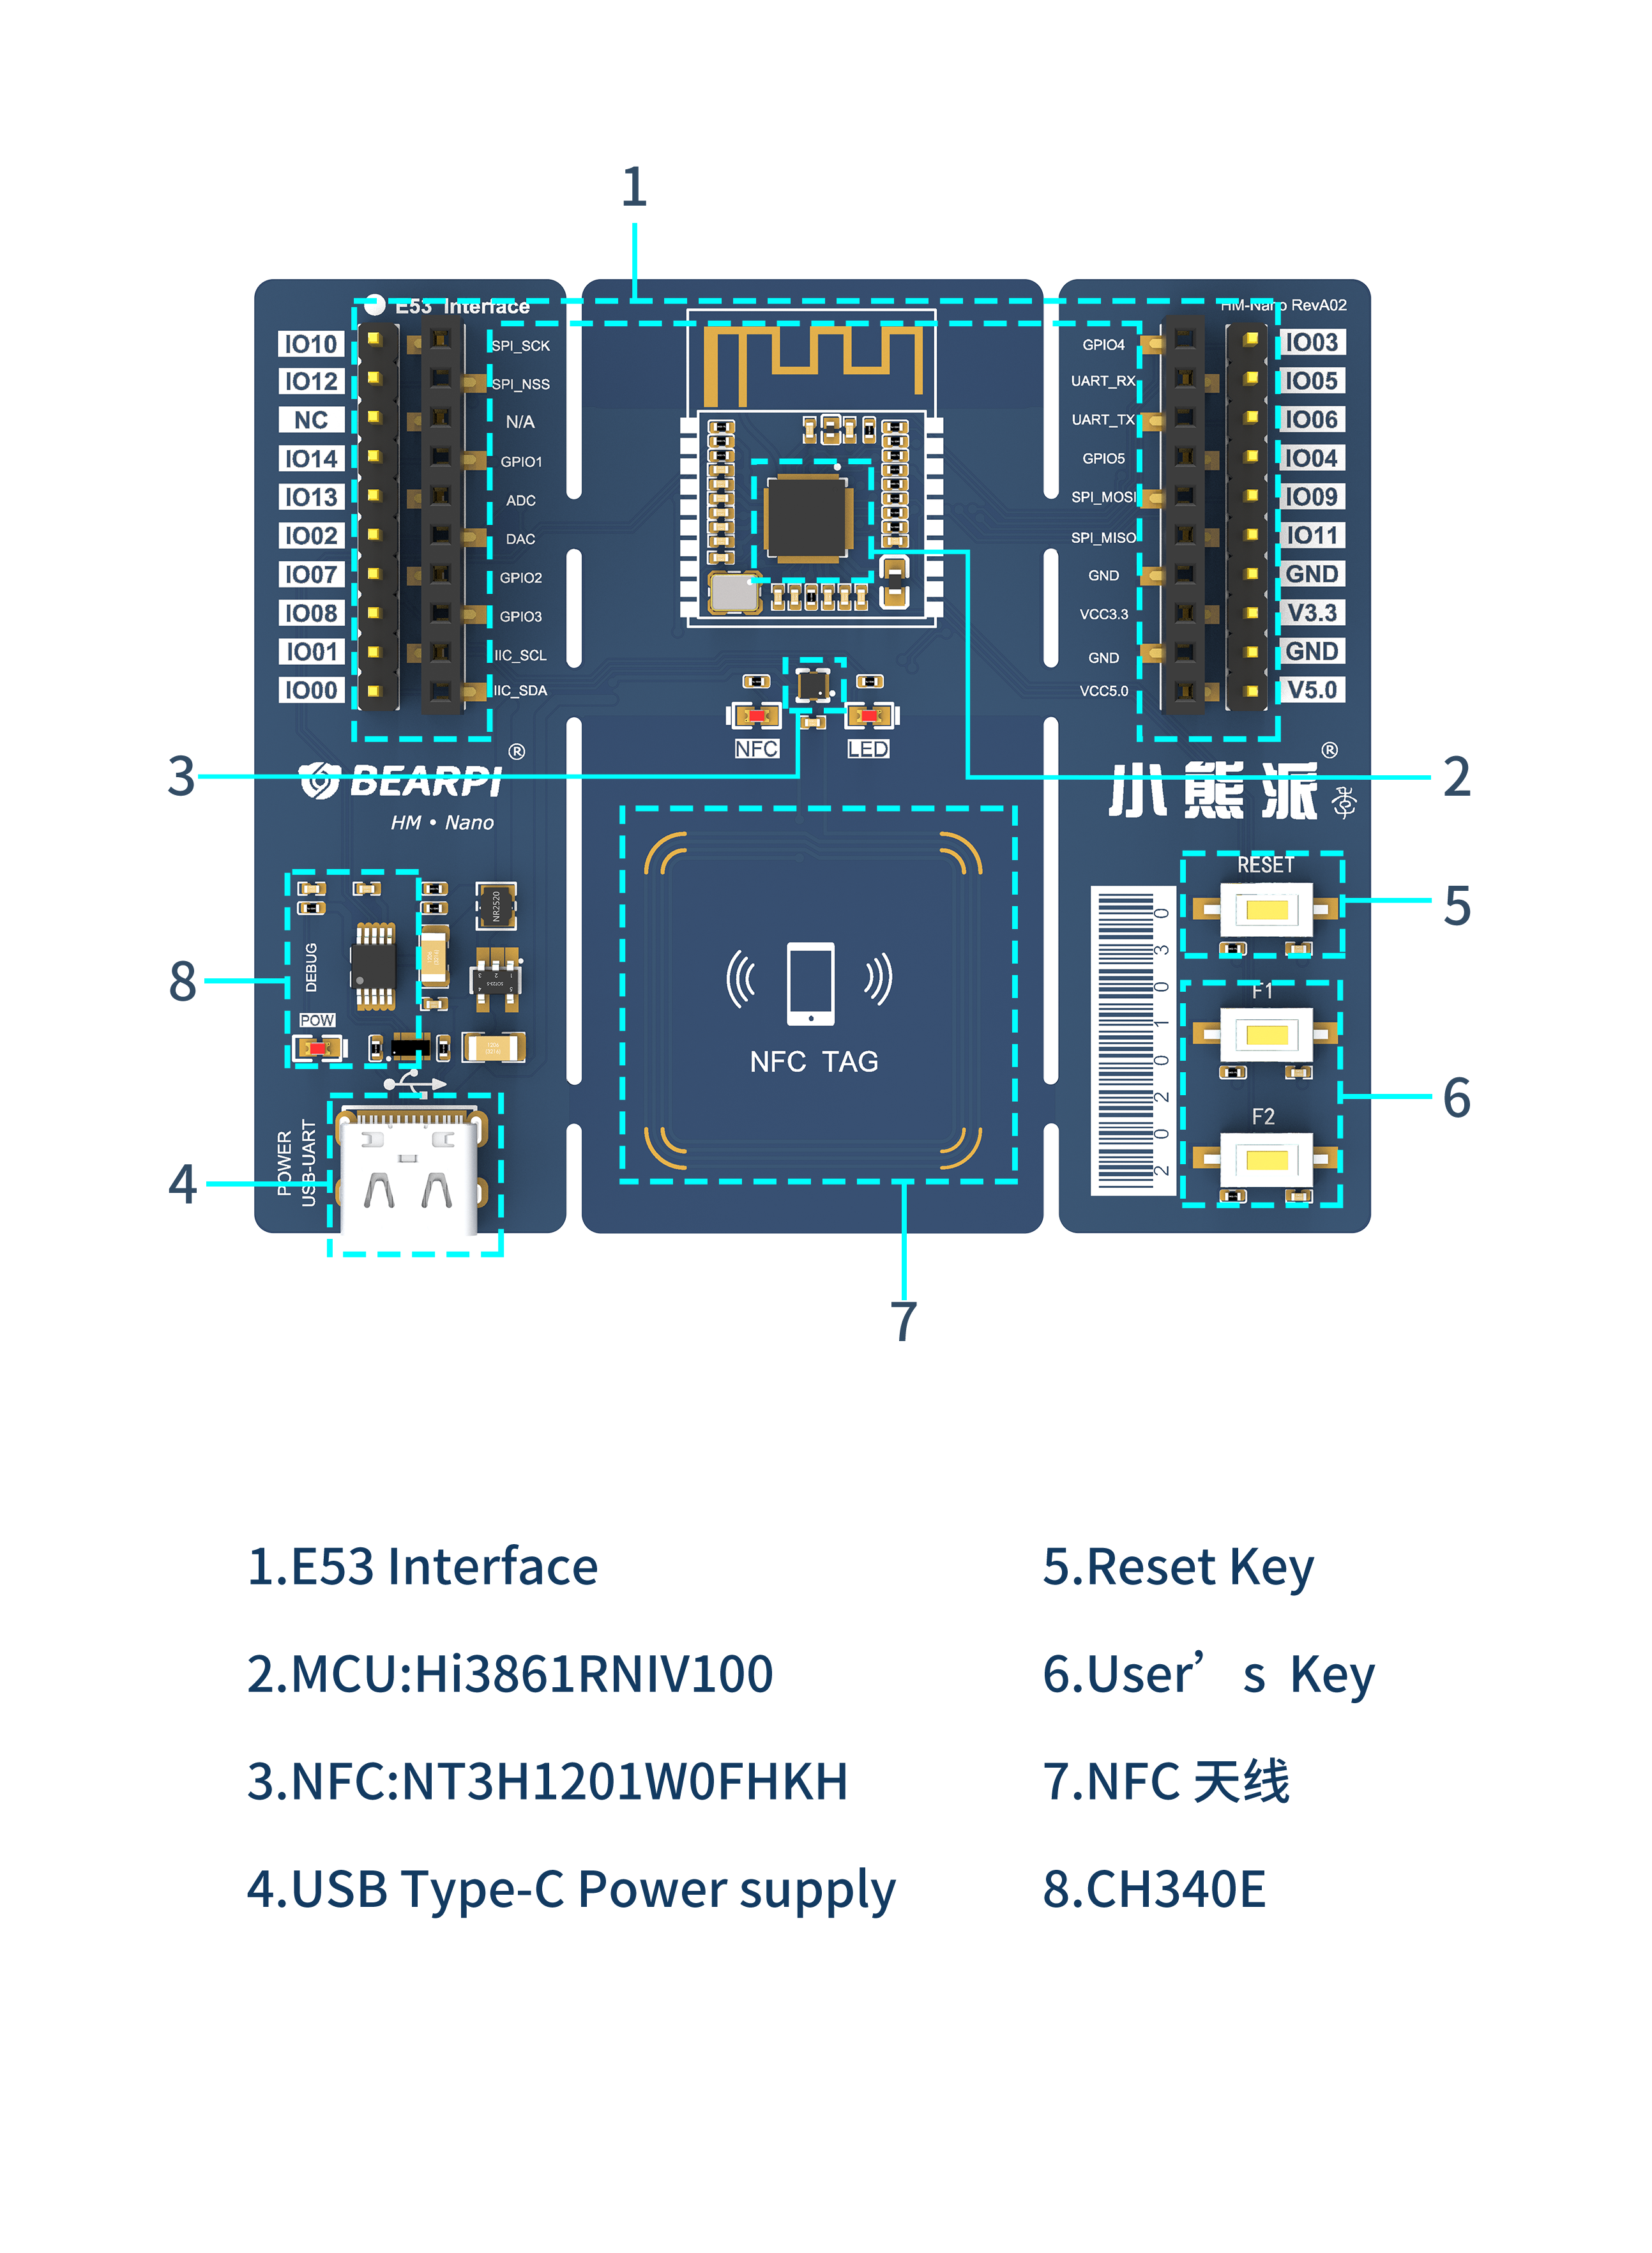 1
E53 Interface
HM-Nano RevA02
IO10
SPI_SCK
GPIO4
IO03
IO12
SPI_NSS
UART_RX
IO05
NC
N/A
UART_TX
IO06
IO14
GPIO1
GPIO5
IO04
IO13
ADC
SPI_MOSI
IO09
IO02
DAC
SPI_MISO
IO11
IO07
GPIO2
GND
GND
IO08
GPIO3
VCC3.3
V3.3
IO01
IIC_SCL
GND
GND
IO00
IIC_SDA
VCC5.0
V5.0
NFC
LED
3
BEARPI ®
HM • Nano
小熊派 ®
2
RESET
5
NR2520
DEBUG
8
POW
F1
6
F2
NFC TAG
POWER
USB-UART
4
20201030
7
1.E53 Interface
2.MCU:Hi3861RNIV100
3.NFC:NT3H1201W0FHKH
4.USB Type-C Power supply
5.Reset Key
6.User’s Key
7.NFC 天线
8.CH340E